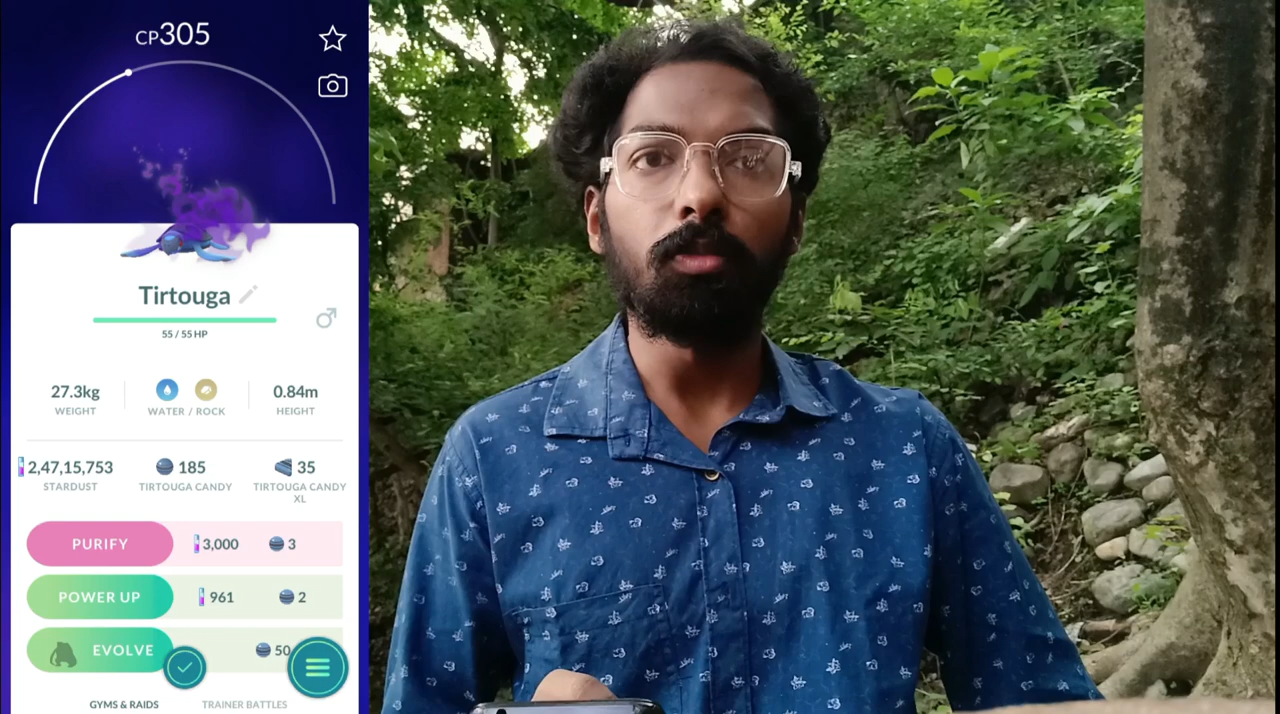 CP305
Tirtouga
55 / 55 HP
27.3kg
WEIGHT
WATER / ROCK
0.84m
HEIGHT
2,47,15,753
STARDUST
185
TIRTOUGA CANDY
35
TIRTOUGA CANDY
XL
PURIFY
3,000
3
POWER UP
961
2
EVOLVE
50
GYMS & RAIDS
TRAINER BATTLES